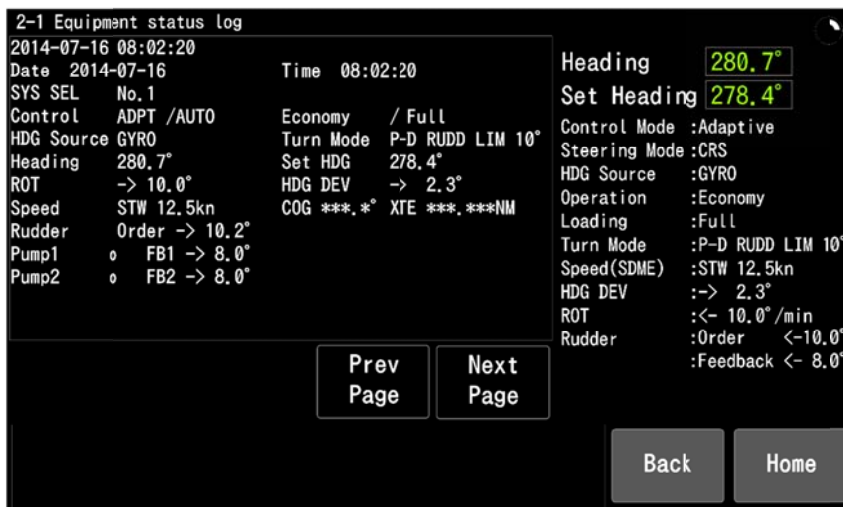 2-1 Equipment status log
2014-07-16 08:02:20
Date 2014-07-16 Time 08:02:20
SYS SEL No.1
Control ADPT /AUTO Economy / Full
HDG Source GYRO Turn Mode P-D RUDD LIM 10°
Heading 280.7° Set HDG 278.4°
ROT -> 10.0° HDG DEV -> 2.3°
Speed STW 12.5kn COG ***.*° XTE ***.***NM
Rudder Order -> 10.2°
Pump1 o FB1 -> 8.0°
Pump2 o FB2 -> 8.0°
Prev Page
Next Page
Heading 280.7°
Set Heading 278.4°
Control Mode :Adaptive
Steering Mode :CRS
HDG Source :GYRO
Operation :Economy
Loading :Full
Turn Mode :P-D RUDD LIM 10°
Speed(SDME) :STW 12.5kn
HDG DEV :-> 2.3°
ROT :<- 10.0°/min
Rudder :Order <-10.0°
:Feedback <- 8.0°
Back
Home